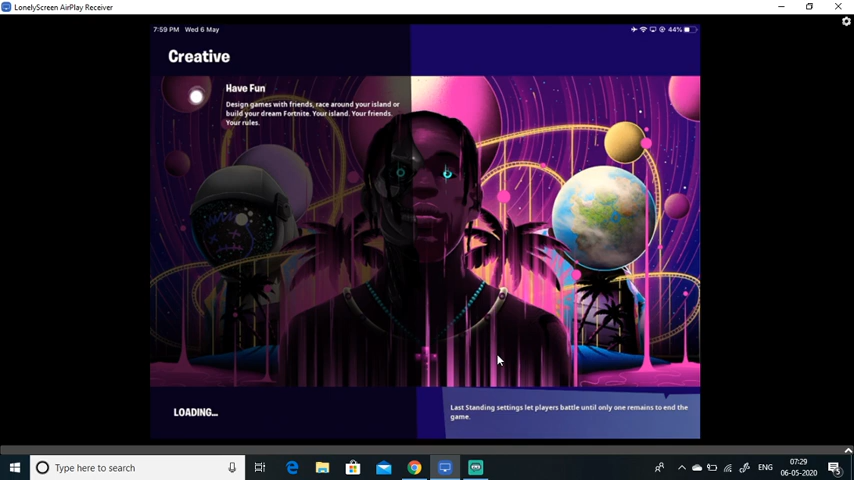 LonelyScreen AirPlay Receiver
7:59 PM Wed 6 May
44%
Creative
Have Fun
Design games with friends, race around your island or
build your dream Fortnite. Your island. Your friends.
Your rules.
LOADING...
Last Standing settings let players battle until only one remains to end the
game.
Type here to search
ENG
07:29
06-05-2020